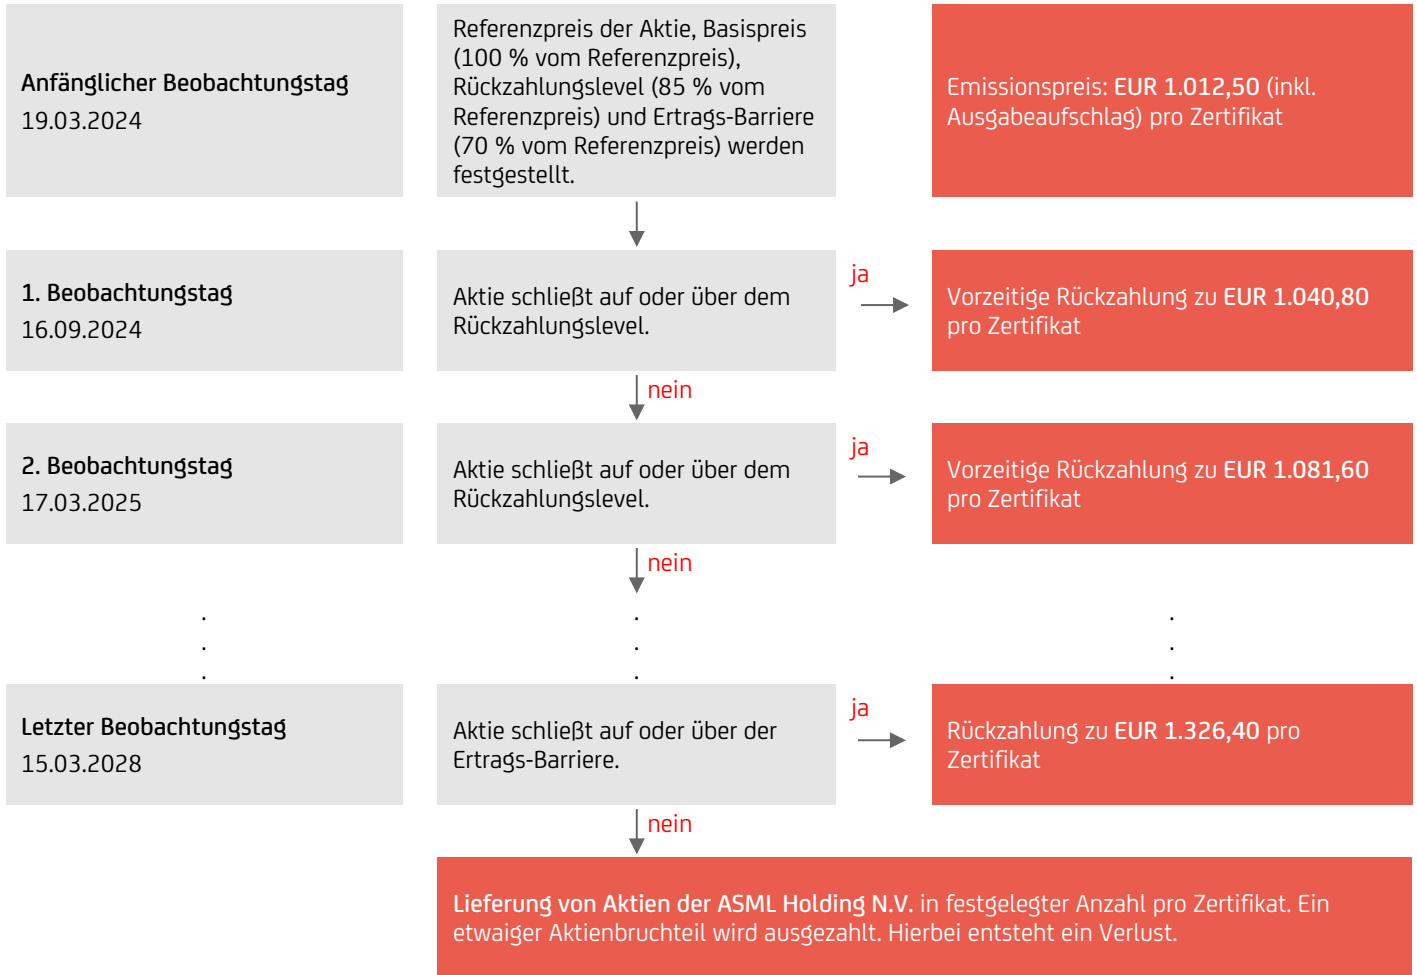 Anfänglicher Beobachtungstag
19.03.2024
Referenzpreis der Aktie, Basispreis
(100 % vom Referenzpreis),
Rückzahlungslevel (85 % vom
Referenzpreis) und Ertrags-Barriere
(70 % vom Referenzpreis) werden
festgestellt.
Emissionspreis: EUR 1.012,50 (inkl.
Ausgabeaufschlag) pro Zertifikat
1. Beobachtungstag
16.09.2024
Aktie schließt auf oder über dem
Rückzahlungslevel.
ja
Vorzeitige Rückzahlung zu EUR 1.040,80
pro Zertifikat
nein
2. Beobachtungstag
17.03.2025
Aktie schließt auf oder über dem
Rückzahlungslevel.
ja
Vorzeitige Rückzahlung zu EUR 1.081,60
pro Zertifikat
nein
. . .
. . .
. . .
Letzter Beobachtungstag
15.03.2028
Aktie schließt auf oder über der
Ertrags-Barriere.
ja
Rückzahlung zu EUR 1.326,40 pro
Zertifikat
nein
Lieferung von Aktien der ASML Holding N.V. in festgelegter Anzahl pro Zertifikat. Ein
etwaiger Aktienbruchteil wird ausgezahlt. Hierbei entsteht ein Verlust.